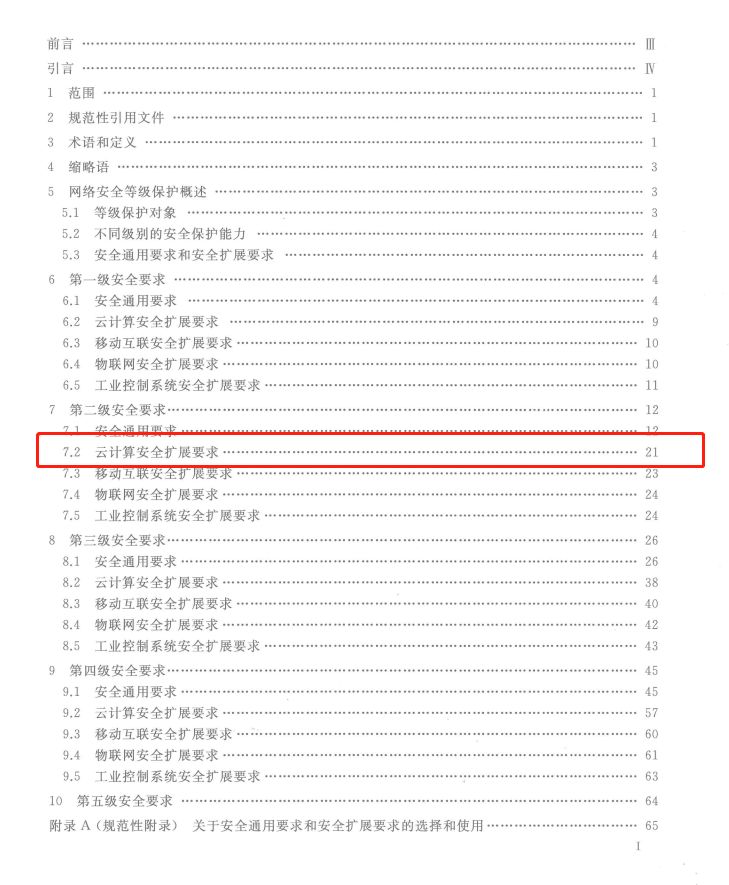 前言 ………………………………………………………………………………………… Ⅲ
引言 ………………………………………………………………………………………… Ⅳ
1 范围 ……………………………………………………………………………………… 1
2 规范性引用文件 ………………………………………………………………………… 1
3 术语和定义 ……………………………………………………………………………… 1
4 缩略语 …………………………………………………………………………………… 3
5 网络安全等级保护概述 ………………………………………………………………… 3
5.1 等级保护对象 ………………………………………………………………………… 3
5.2 不同级别的安全保护能力 …………………………………………………………… 4
5.3 安全通用要求和安全扩展要求 ……………………………………………………… 4
6 第一级安全要求 ………………………………………………………………………… 4
6.1 安全通用要求 ………………………………………………………………………… 4
6.2 云计算安全扩展要求 ………………………………………………………………… 9
6.3 移动互联安全扩展要求 ……………………………………………………………… 10
6.4 物联网安全扩展要求 ………………………………………………………………… 10
6.5 工业控制系统安全扩展要求 ………………………………………………………… 11
7 第二级安全要求 ………………………………………………………………………… 12
7.1 安全通用要求 ………………………………………………………………………… 12
7.2 云计算安全扩展要求 ………………………………………………………………… 21
7.3 移动互联安全扩展要求 ……………………………………………………………… 23
7.4 物联网安全扩展要求 ………………………………………………………………… 24
7.5 工业控制系统安全扩展要求 ………………………………………………………… 24
8 第三级安全要求 ………………………………………………………………………… 26
8.1 安全通用要求 ………………………………………………………………………… 26
8.2 云计算安全扩展要求 ………………………………………………………………… 38
8.3 移动互联安全扩展要求 ……………………………………………………………… 40
8.4 物联网安全扩展要求 ………………………………………………………………… 42
8.5 工业控制系统安全扩展要求 ………………………………………………………… 43
9 第四级安全要求 ………………………………………………………………………… 45
9.1 安全通用要求 ………………………………………………………………………… 45
9.2 云计算安全扩展要求 ………………………………………………………………… 57
9.3 移动互联安全扩展要求 ……………………………………………………………… 60
9.4 物联网安全扩展要求 ………………………………………………………………… 61
9.5 工业控制系统安全扩展要求 ………………………………………………………… 63
10 第五级安全要求 ………………………………………………………………………… 64
附录 A（规范性附录） 关于安全通用要求和安全扩展要求的选择和使用 ……………… 65
Ⅰ